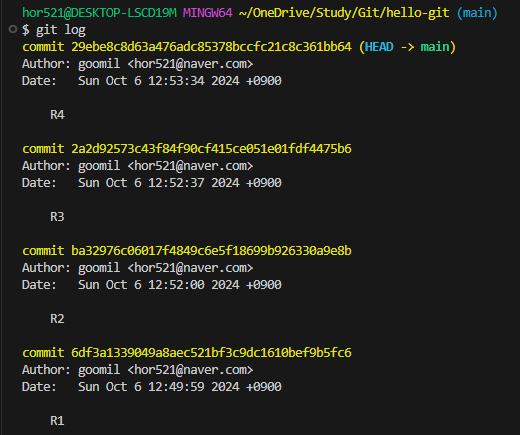 hor521@DESKTOP-LSCD19M MINGW64 ~/OneDrive/Study/Git/hello-git (main)
$ git log
commit 29ebe8c8d63a476adc85378bccfc21c8c361bb64 (HEAD -> main)
Author: goomil <hor521@naver.com>
Date:   Sun Oct 6 12:53:34 2024 +0900

    R4

commit 2a2d92573c43f84f90cf415ce051e01fdf4475b6
Author: goomil <hor521@naver.com>
Date:   Sun Oct 6 12:52:37 2024 +0900

    R3

commit ba32976c06017f4849c6e5f18699b926330a9e8b
Author: goomil <hor521@naver.com>
Date:   Sun Oct 6 12:52:00 2024 +0900

    R2

commit 6df3a1339049a8aec521bf3c9dc1610bef9b5fc6
Author: goomil <hor521@naver.com>
Date:   Sun Oct 6 12:49:59 2024 +0900

    R1